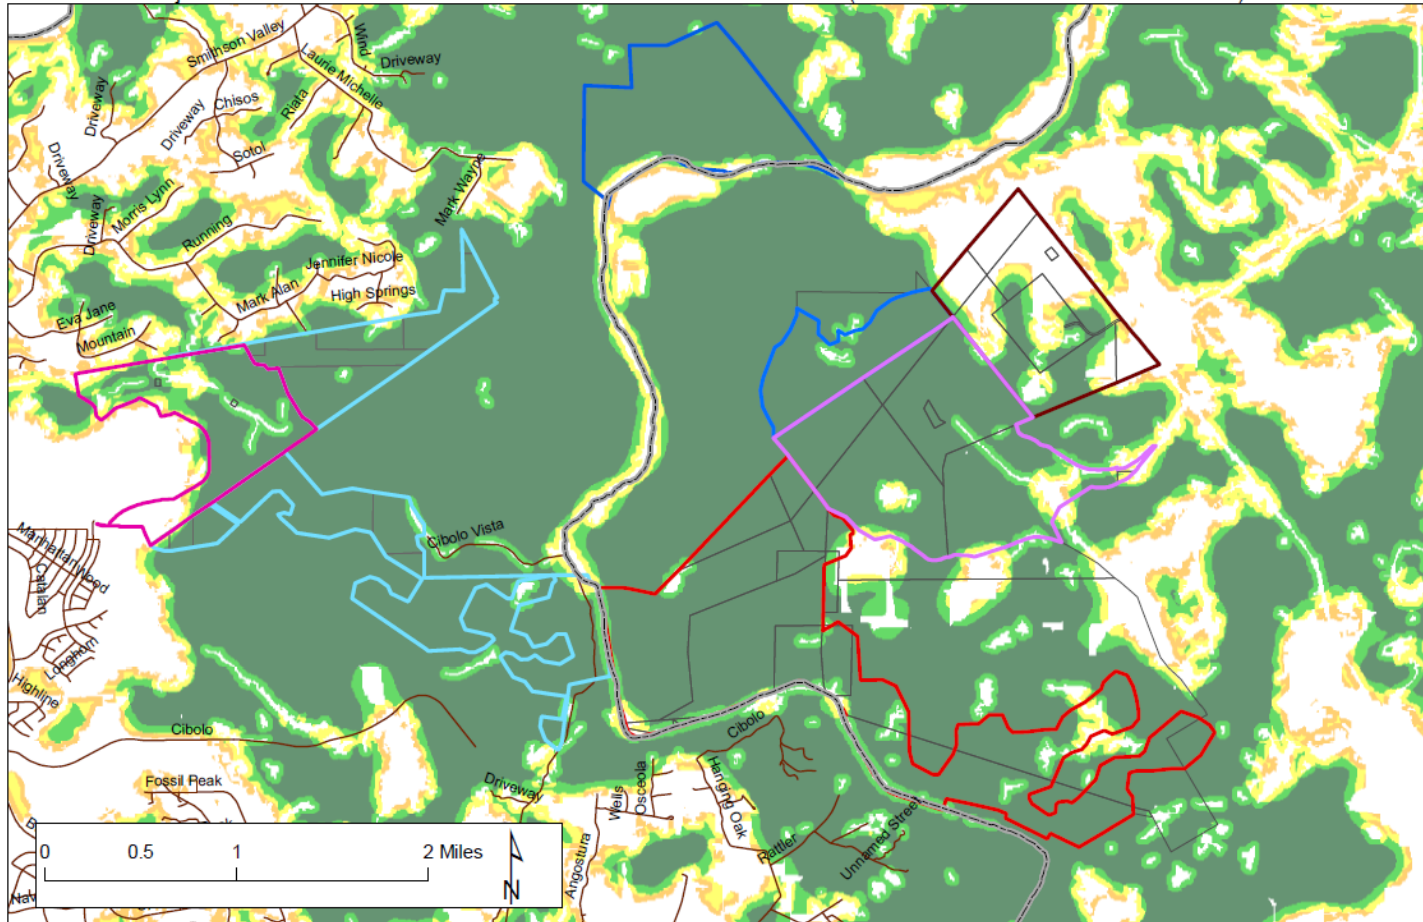 Smithson Valley
Wind
Driveway
Laurie Michelle
Driveway
Chisos
Riata
Driveway
Sotol
Driveway
Mark Wayne
Morris Lynn
Driveway
Running
Jennifer Nicole
Mark Alan
High Springs
Eva Jane
Mountain
Cibolo Vista
Manhattan
Wood
Catalan
Longhorn
Highline
Cibolo
Cibolo
Fossil Peak
Driveway
Wells
Osceola
Hanging Oak
Rattler
Unnamed Street
Angostura
0 0.5 1 2 Miles
N